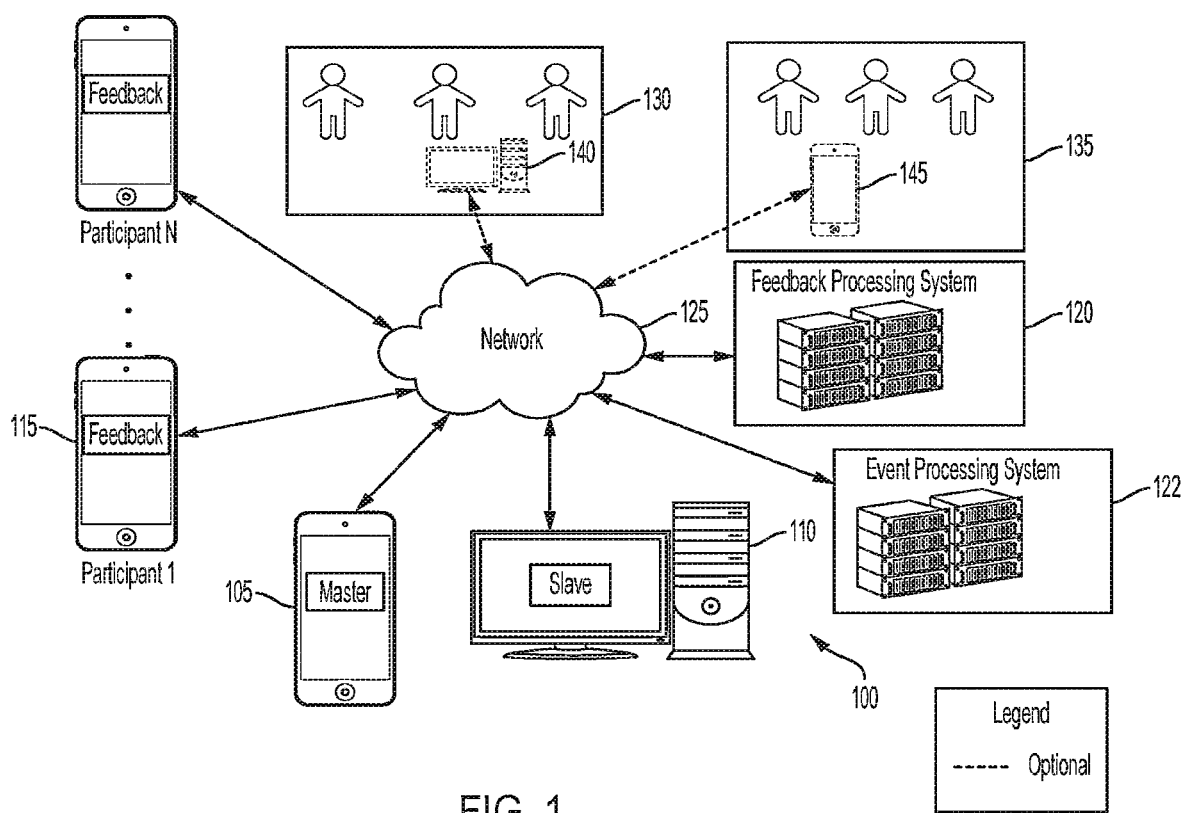 Feedback
Participant N
130
140
135
145
Network
125
Feedback Processing System
120
115
Feedback
Participant 1
Event Processing System
122
105
Master
Slave
110
100
Legend
Optional
FIG. 1